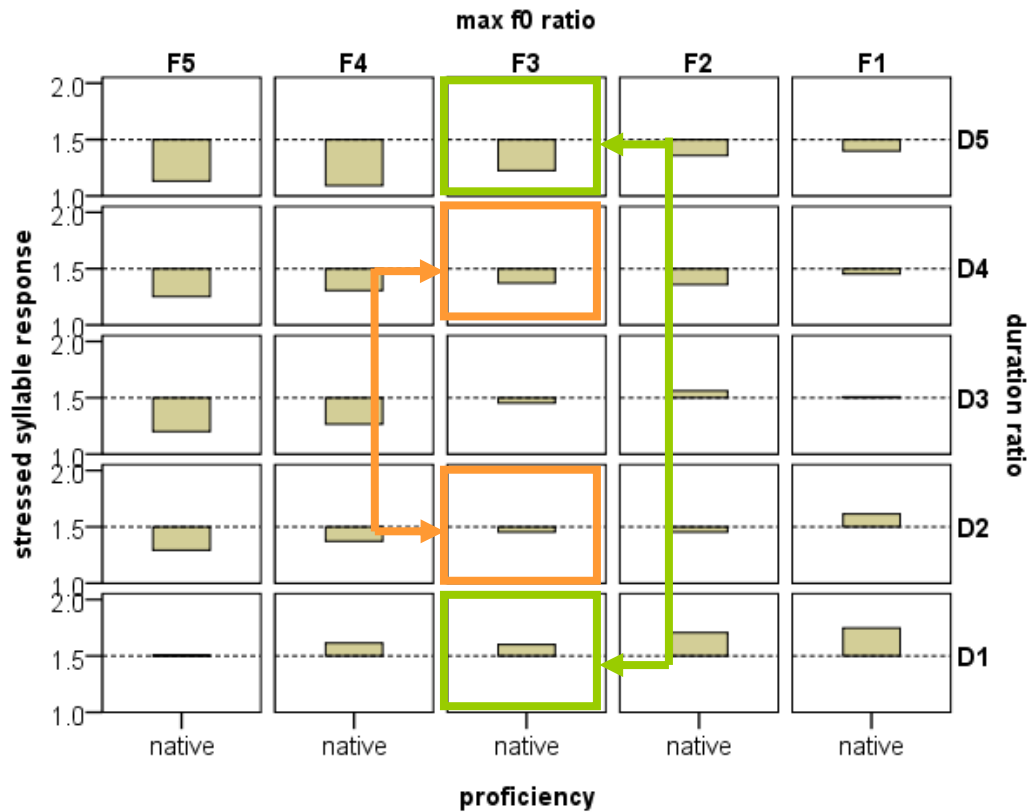 max f0 ratio
F5 F4 F3 F2 F1
2.0
1.5
1.0
D5
2.0
1.5
1.0
D4
2.0
1.5
1.0
D3
2.0
1.5
1.0
D2
2.0
1.5
1.0
D1
stressed syllable response
duration ratio
native native native native native
proficiency